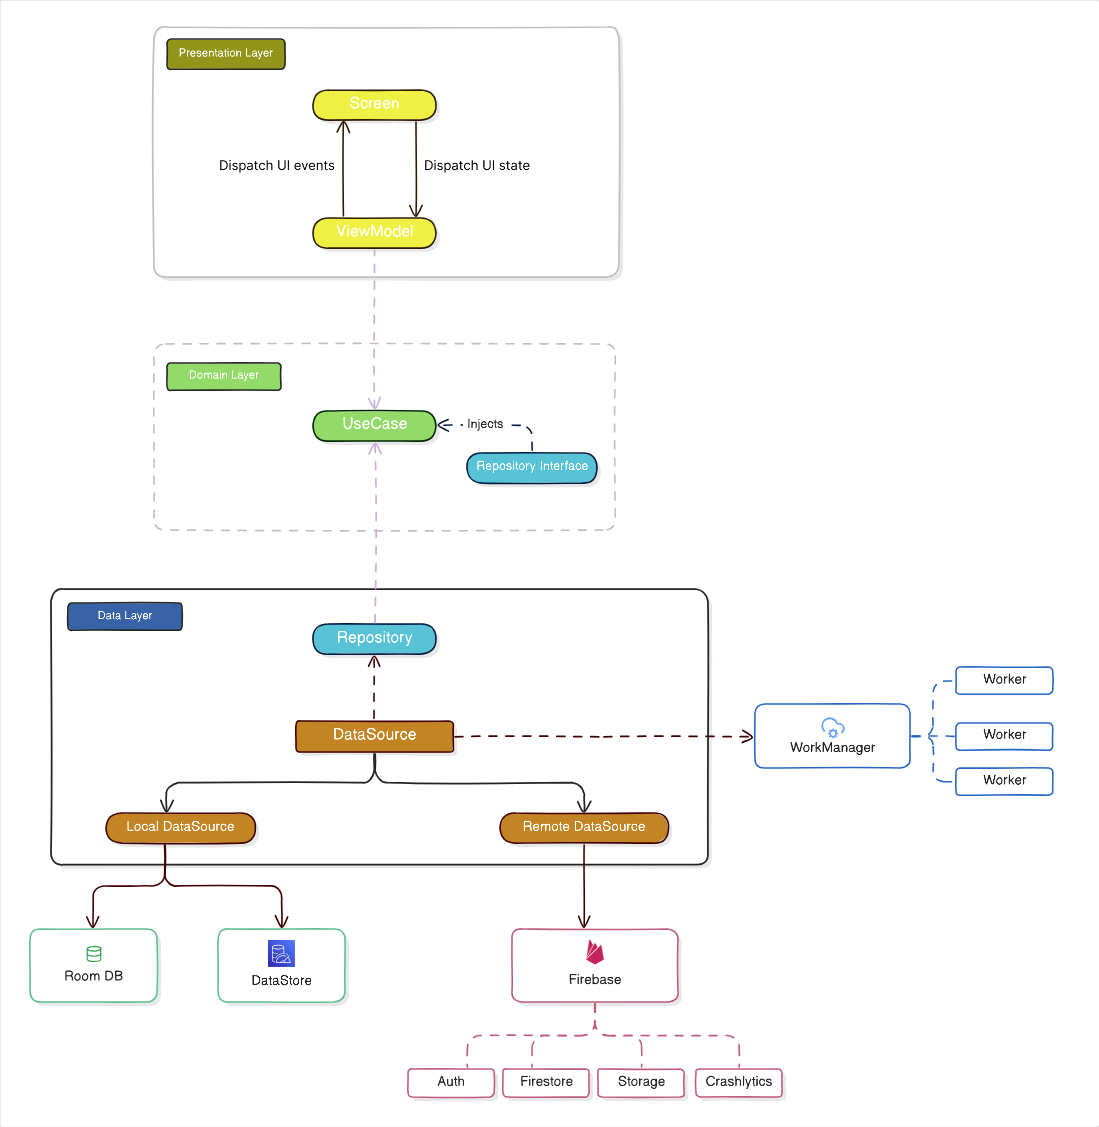 Presentation Layer
Screen
Dispatch UI events
Dispatch UI state
ViewModel
Domain Layer
UseCase
Injects
Repository Interface
Data Layer
Repository
DataSource
WorkManager
Worker
Worker
Worker
Local DataSource
Remote DataSource
Room DB
DataStore
Firebase
Auth
Firestore
Storage
Crashlytics